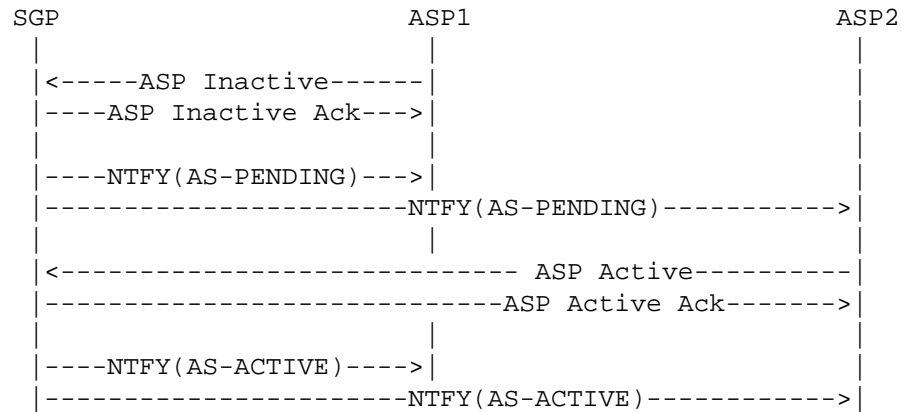 SGP                     ASP1                       ASP2
 |                        |                          |
 |<-----ASP Inactive------|                          |
 |----ASP Inactive Ack--->|                          |
 |                        |                          |
 |----NTFY(AS-PENDING)--->|                          |
 |-----------------------NTFY(AS-PENDING)----------->|
 |                        |                          |
 |<----------------------------- ASP Active----------|
 |-----------------------------ASP Active Ack------->|
 |                        |                          |
 |----NTFY(AS-ACTIVE)---->|                          |
 |-----------------------NTFY(AS-ACTIVE)------------>|